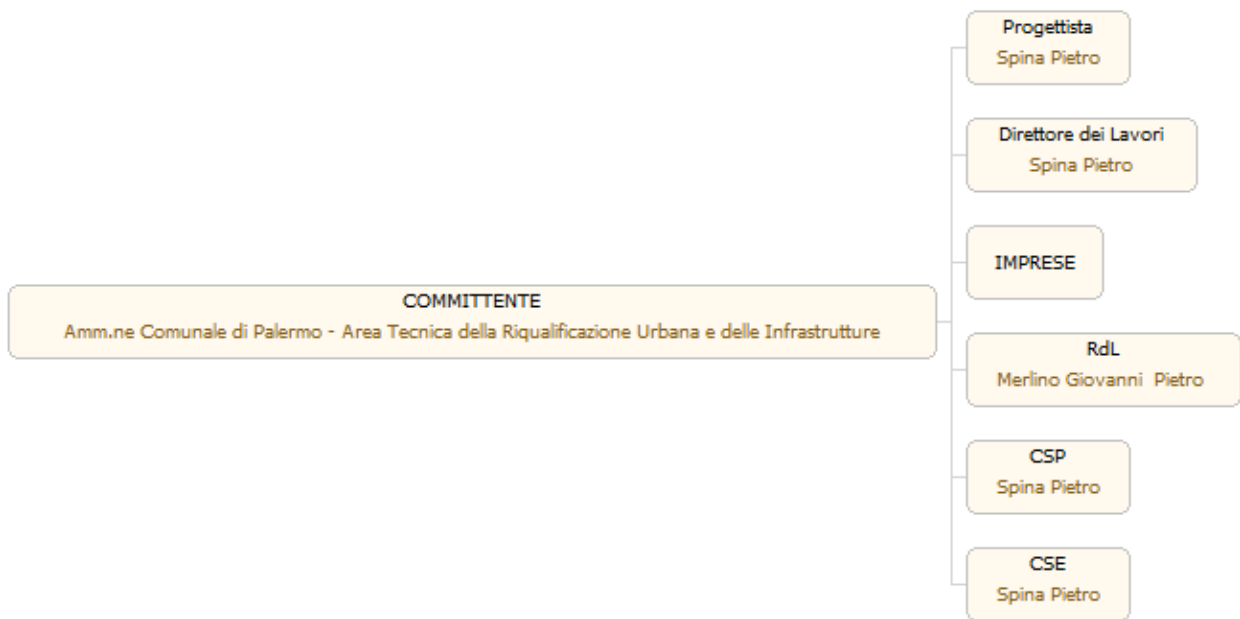 Progettista
Spina Pietro
Direttore dei Lavori
Spina Pietro
IMPRESE
COMMITTENTE
Amm.ne Comunale di Palermo - Area Tecnica della Riqualificazione Urbana e delle Infrastrutture
RdL
Merlino Giovanni  Pietro
CSP
Spina Pietro
CSE
Spina Pietro